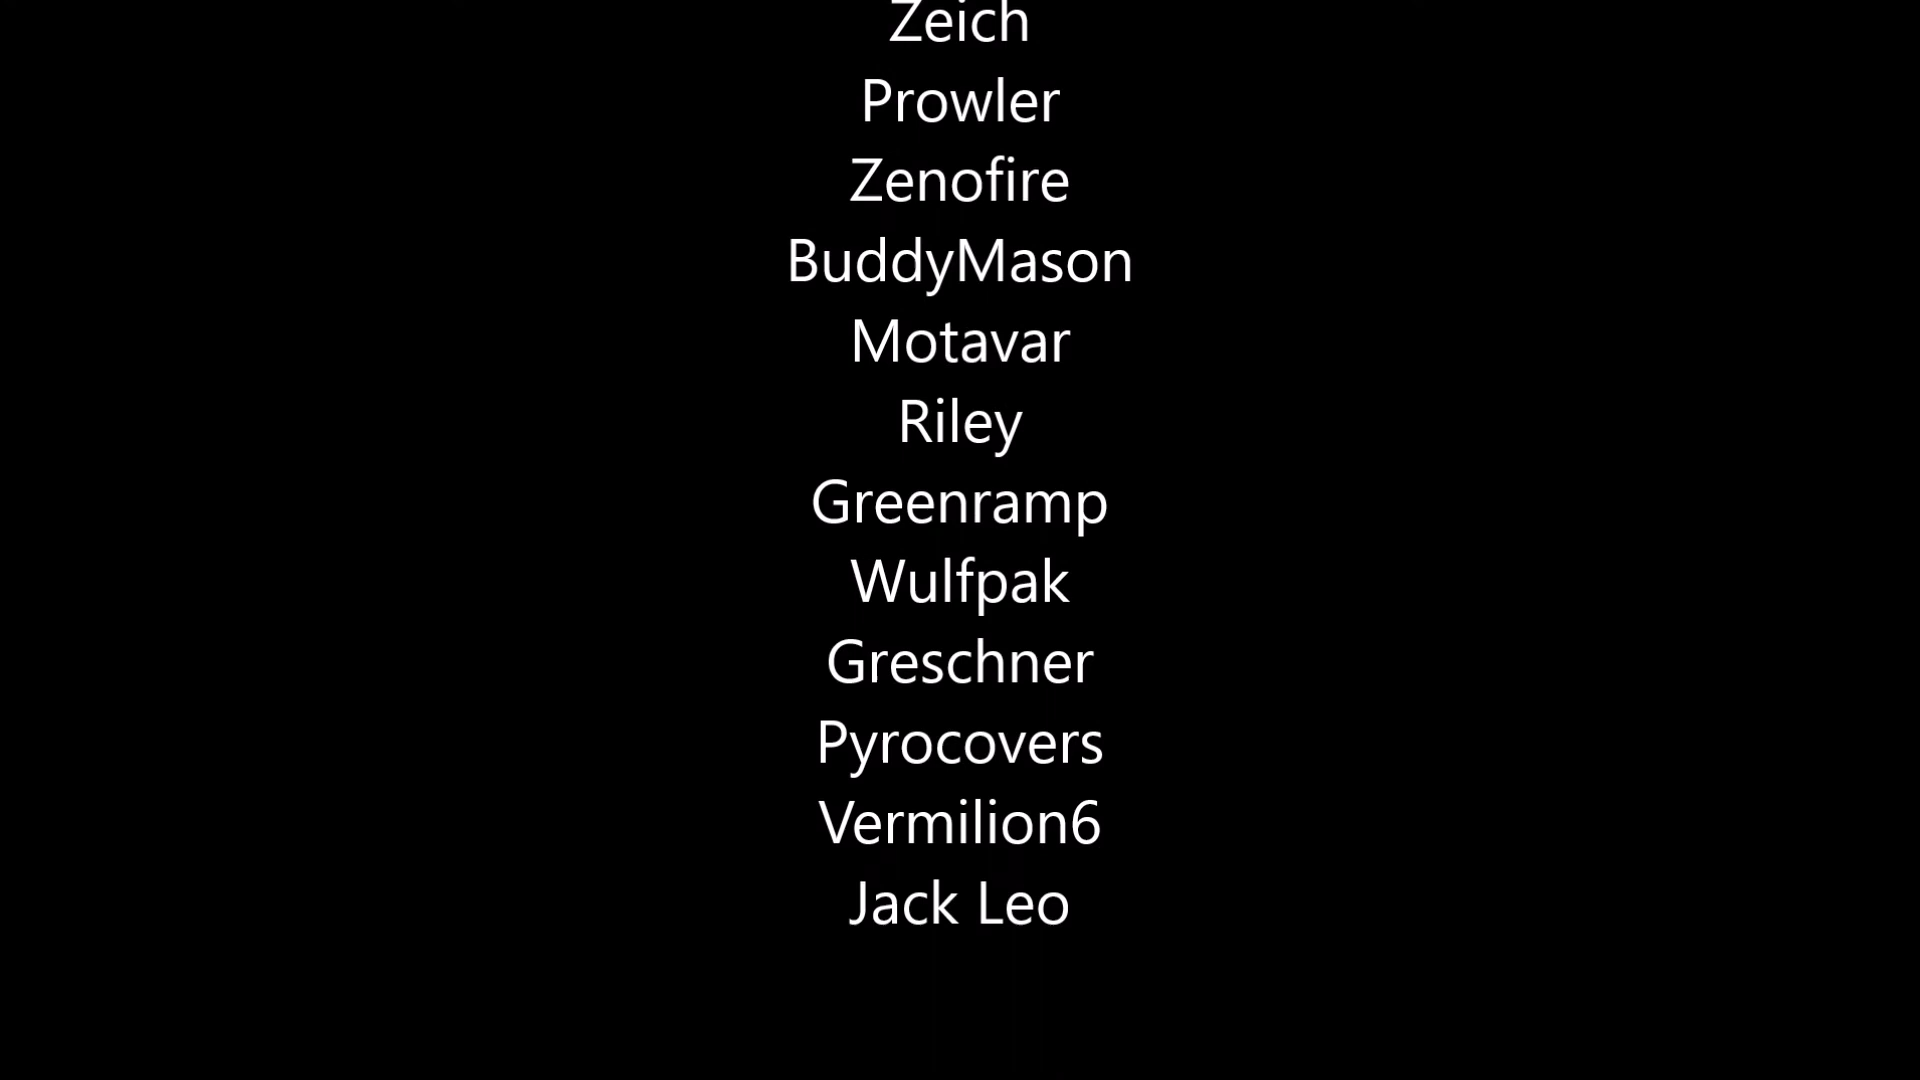 Zeich
Prowler
Zenofire
BuddyMason
Motavar
Riley
Greenramp
Wulfpak
Greschner
Pyrocovers
Vermilion6
Jack Leo